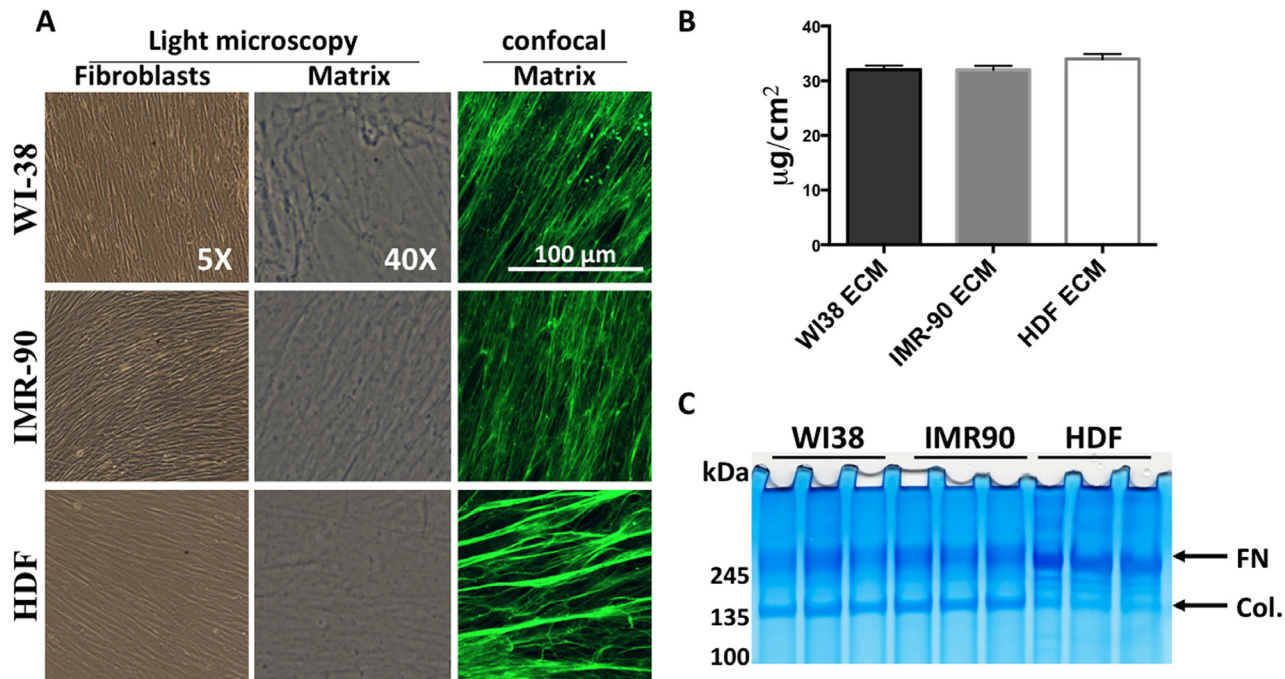 A
Light microscopy
confocal
Fibroblasts
Matrix
Matrix
WI-38
5X
40X
100 μm
IMR-90
HDF
B
40
30
20
10
0
μg/cm²
WI38 ECM
IMR-90 ECM
HDF ECM
C
WI38
IMR90
HDF
kDa
245
135
100
FN
Col.